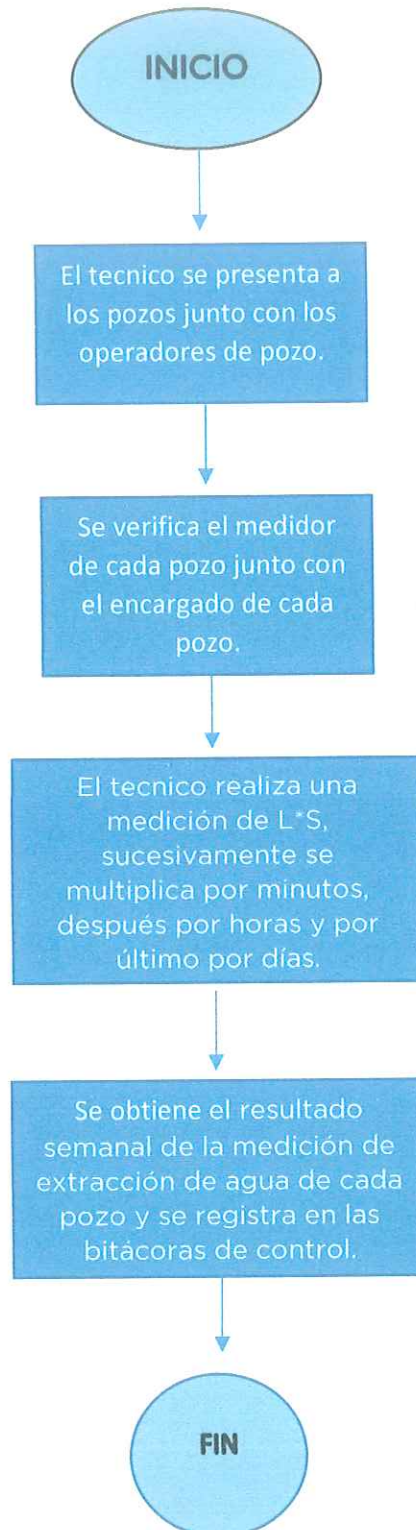 INICIO
El tecnico se presenta a
los pozos junto con los
operadores de pozo.
Se verifica el medidor
de cada pozo junto con
el encargado de cada
pozo.
El tecnico realiza una
medición de L*S,
sucesivamente se
multiplica por minutos,
después por horas y por
último por días.
Se obtiene el resultado
semanal de la medición de
extracción de agua de cada
pozo y se registra en las
bitácoras de control.
FIN